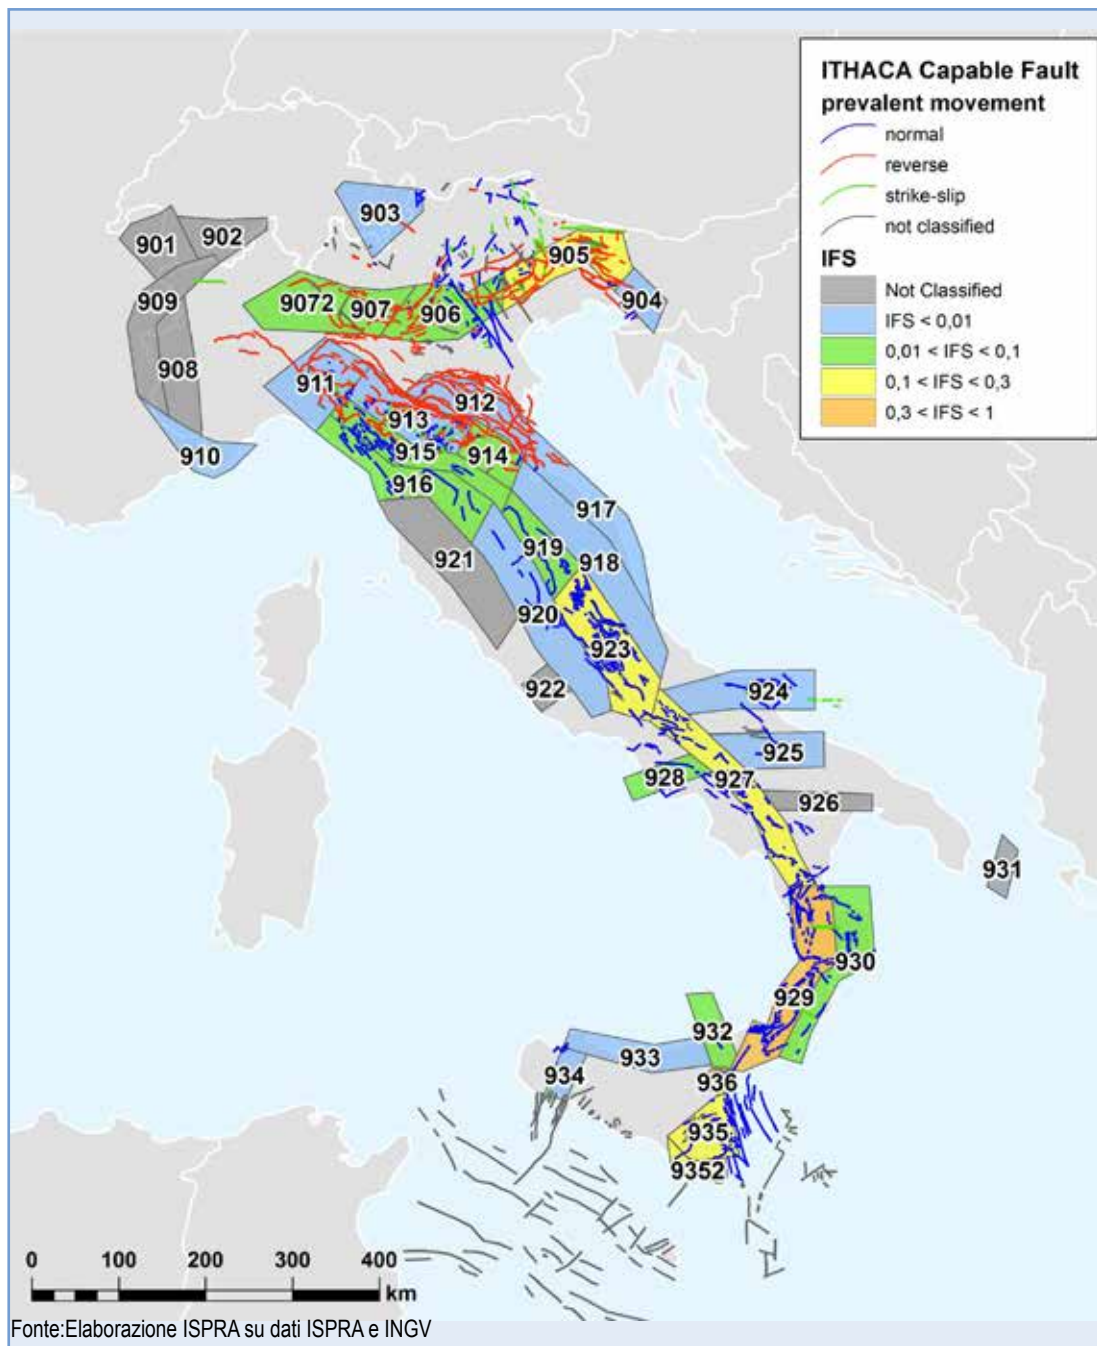 ITHACA Capable Fault
prevalent movement
normal
reverse
strike-slip
not classified
IFS
Not Classified
IFS < 0,01
0,01 < IFS < 0,1
0,1 < IFS < 0,3
0,3 < IFS < 1
903
901
902
905
909
904
9072
907
906
908
911
912
913
910
915
914
916
917
919
921
918
920
923
922
924
925
928
927
926
931
930
929
932
933
934
936
935
9352
0 100 200 300 400
km
Fonte:Elaborazione ISPRA su dati ISPRA e INGV